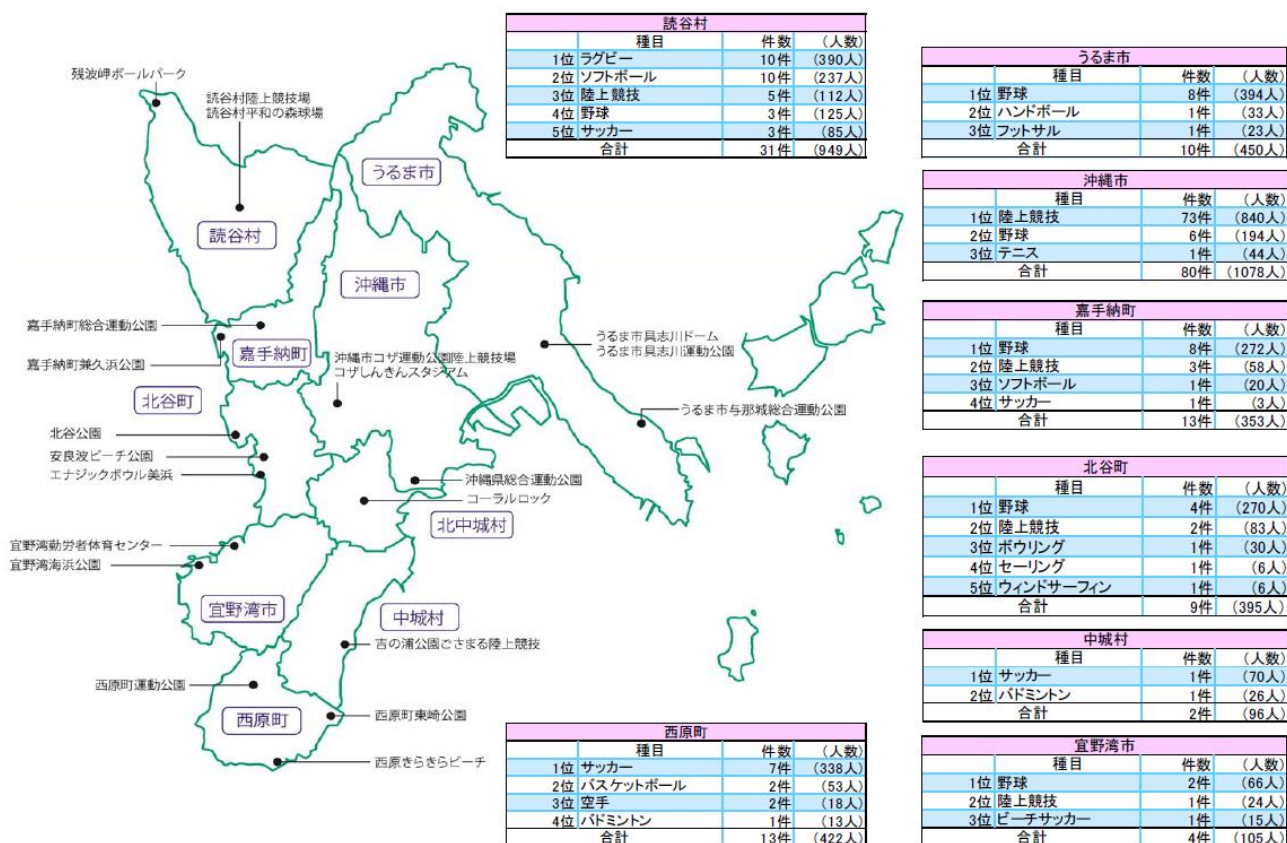 残波岬ボールパーク
読谷村陸上競技場
読谷村平和の森球場
うるま市
読谷村
沖縄市
嘉手納町総合運動公園
嘉手納町
嘉手納町兼久浜公園
沖縄市コザ運動公園陸上競技場
コザしんきんスタジアム
うるま市具志川ドーム
うるま市具志川運動公園
北谷町
うるま市与那城総合運動公園
北谷公園
安良波ビーチ公園
エナジックボウル美浜
沖縄県総合運動公園
コーラルロック
北中城村
宜野湾勤労者体育センター
宜野湾海浜公園
宜野湾市
中城村
吉の浦公園ごさまる陸上競技
西原町運動公園
西原町
西原町東崎公園
西原きらきらビーチ
読谷村
種目 件数 (人数)
1位 ラグビー 10件 (390人)
2位 ソフトボール 10件 (237人)
3位 陸上競技 5件 (112人)
4位 野球 3件 (125人)
5位 サッカー 3件 (85人)
合計 31件 (949人)
西原町
種目 件数 (人数)
1位 サッカー 7件 (338人)
2位 バスケットボール 2件 (53人)
3位 空手 2件 (18人)
4位 バドミントン 1件 (13人)
合計 13件 (422人)
うるま市
種目 件数 (人数)
1位 野球 8件 (394人)
2位 ハンドボール 1件 (33人)
3位 フットサル 1件 (23人)
合計 10件 (450人)
沖縄市
種目 件数 (人数)
1位 陸上競技 73件 (840人)
2位 野球 6件 (194人)
3位 テニス 1件 (44人)
合計 80件 (1078人)
嘉手納町
種目 件数 (人数)
1位 野球 8件 (272人)
2位 陸上競技 3件 (58人)
3位 ソフトボール 1件 (20人)
4位 サッカー 1件 (3人)
合計 13件 (353人)
北谷町
種目 件数 (人数)
1位 野球 4件 (270人)
2位 陸上競技 2件 (83人)
3位 ボウリング 1件 (30人)
4位 セーリング 1件 (6人)
5位 ウィンドサーフィン 1件 (6人)
合計 9件 (395人)
中城村
種目 件数 (人数)
1位 サッカー 1件 (70人)
2位 バドミントン 1件 (26人)
合計 2件 (96人)
宜野湾市
種目 件数 (人数)
1位 野球 2件 (66人)
2位 陸上競技 1件 (24人)
3位 ビーチサッカー 1件 (15人)
合計 4件 (105人)